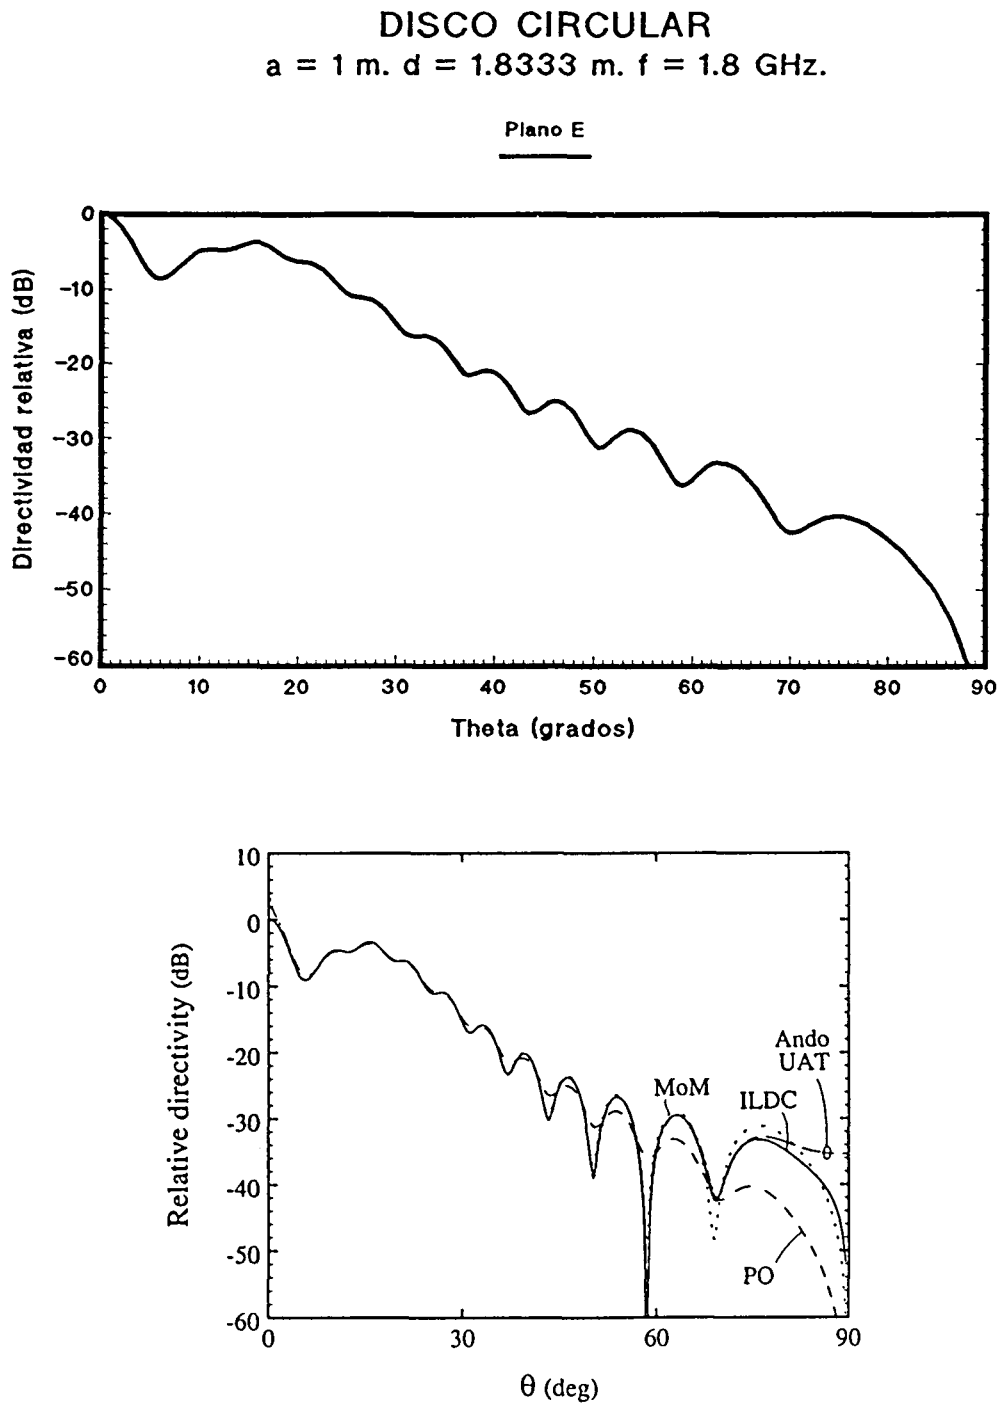 DISCO CIRCULAR
a = 1 m. d = 1.8333 m. f = 1.8 GHz.
Plano E
Directividad relativa (dB)
0
-10
-20
-30
-40
-50
-60
0 10 20 30 40 50 60 70 80 90
Theta (grados)
Relative directivity (dB)
10
0
-10
-20
-30
-40
-50
-60
Ando
UAT
MoM
ILDC
PO
0 30 60 90
θ (deg)